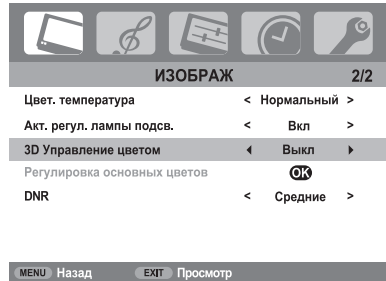 ИЗОБРАЖ 2/2
Цвет. температура < Нормальный >
Акт. регул. лампы подсв. < Вкл >
3D Управление цветом ◀ Выкл ▶
Регулировка основных цветов OK
DNR < Средние >
MENU Назад EXIT Просмотр